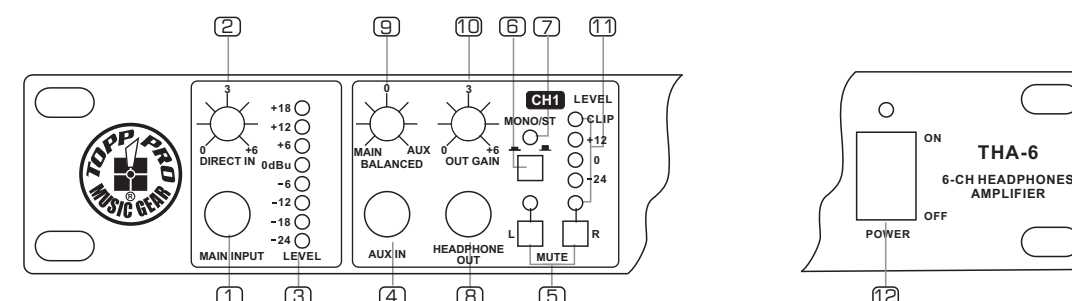 2 9 10 6 7 11
TOPP PRO
MUSIC GEAR
®
3
0 +6
DIRECT IN
MAIN INPUT
+18
+12
+6
0dBu
-6
-12
-18
-24
LEVEL
0
MAIN AUX
BALANCED
AUX IN
3
0 +6
OUT GAIN
HEADPHONE
OUT
CH1 LEVEL
MONO/ST
CLIP
+12
0
-24
L R
MUTE
ON
OFF
POWER
THA-6
6-CH HEADPHONES
AMPLIFIER
1 3 4 8 5 12